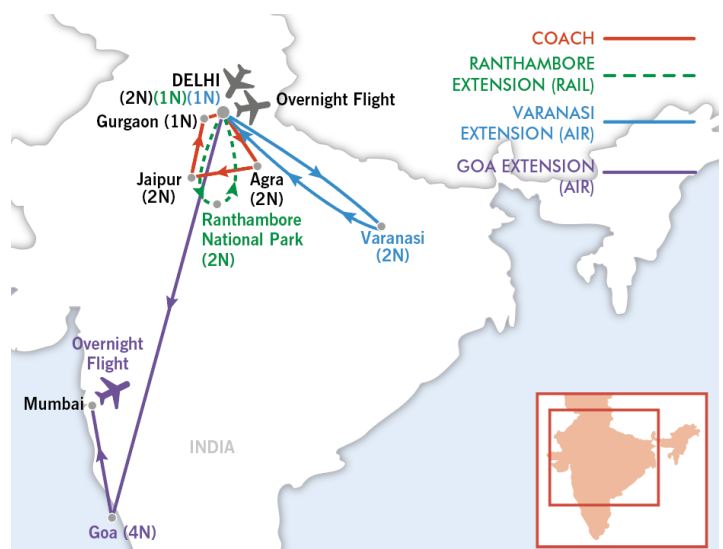 COACH
RANTHAMBORE
EXTENSION (RAIL)
VARANASI
EXTENSION (AIR)
GOA EXTENSION
(AIR)
DELHI
(2N)(1N)(1N)
Overnight Flight
Gurgaon (1N)
Jaipur
(2N)
Agra
(2N)
Ranthambore
National Park
(2N)
Varanasi
(2N)
Overnight
Flight
Mumbai
INDIA
Goa (4N)